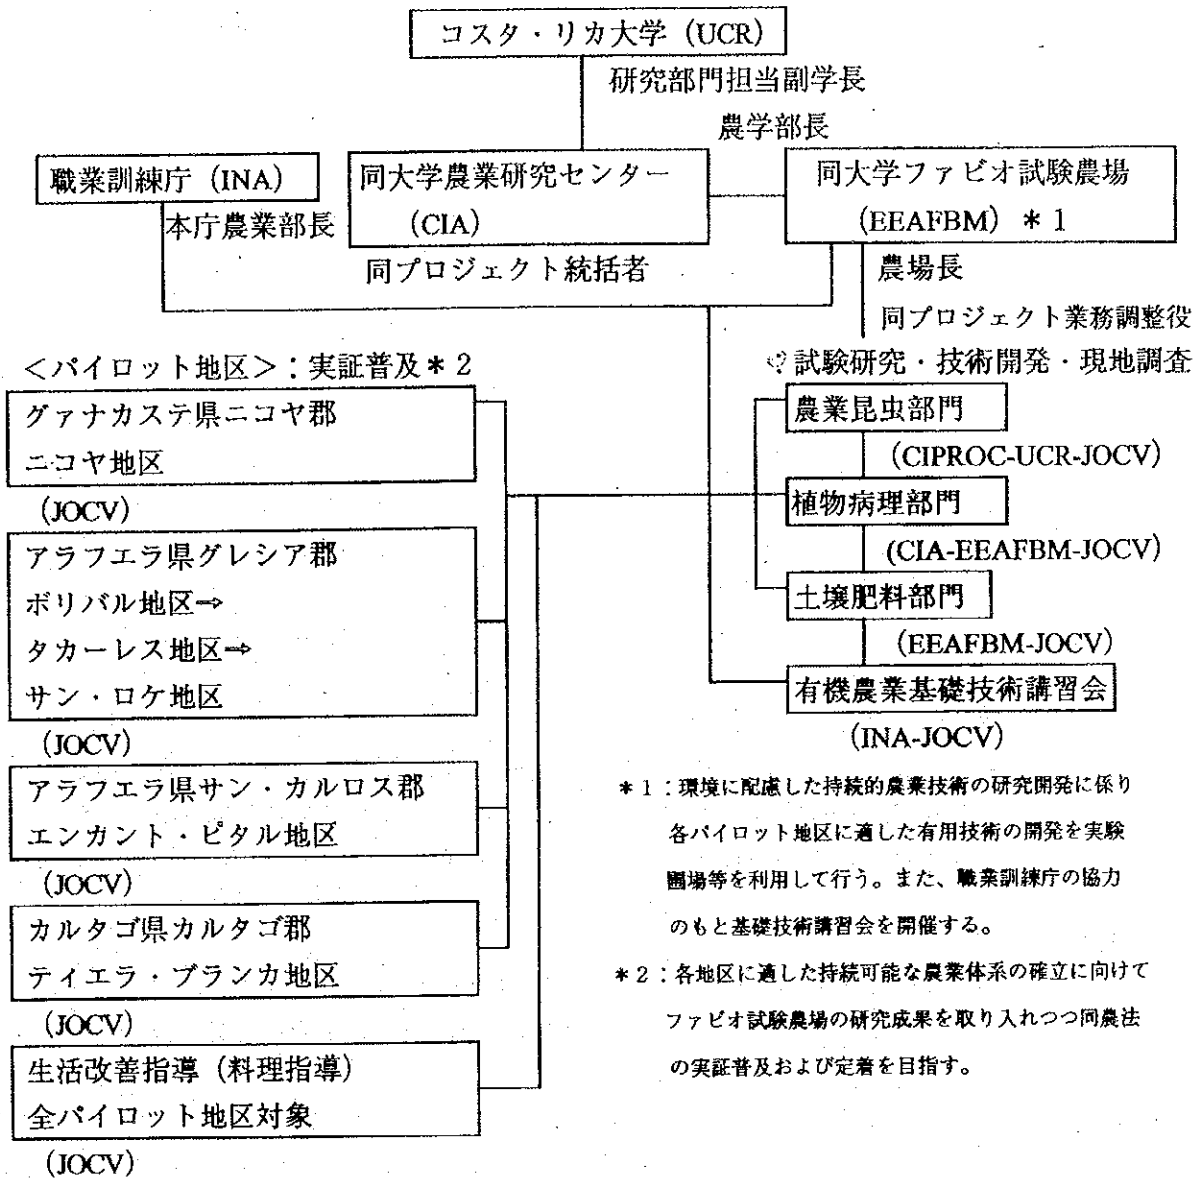 コスタ・リカ大学（UCR）
研究部門担当副学長
農学部長
職業訓練庁（INA）
本庁農業部長
同大学農業研究センター
（CIA）
同プロジェクト統括者
同大学ファビオ試験農場
（EEAFBM）＊1
農場長
同プロジェクト業務調整役
＜パイロット地区＞：実証普及＊2
グァナカステ県ニコヤ郡
ニコヤ地区
（JOCV）
アラフエラ県グレシア郡
ボリバル地区⇒
タカーレス地区⇒
サン・ロケ地区
（JOCV）
アラフエラ県サン・カルロス郡
エンカント・ピタル地区
（JOCV）
カルタゴ県カルタゴ郡
ティエラ・ブランカ地区
（JOCV）
生活改善指導（料理指導）
全パイロット地区対象
（JOCV）
試験研究・技術開発・現地調査
農業昆虫部門
（CIPROC-UCR-JOCV）
植物病理部門
（CIA-EEAFBM-JOCV）
土壌肥料部門
（EEAFBM-JOCV）
有機農業基礎技術講習会
（INA-JOCV）
＊1：環境に配慮した持続的農業技術の研究開発に係り
各パイロット地区に適した有用技術の開発を実験
圃場等を利用して行う。また、職業訓練庁の協力
のもと基礎技術講習会を開催する。
＊2：各地区に適した持続可能な農業体系の確立に向けて
ファビオ試験農場の研究成果を取り入れつつ同農法
の実証普及および定着を目指す。